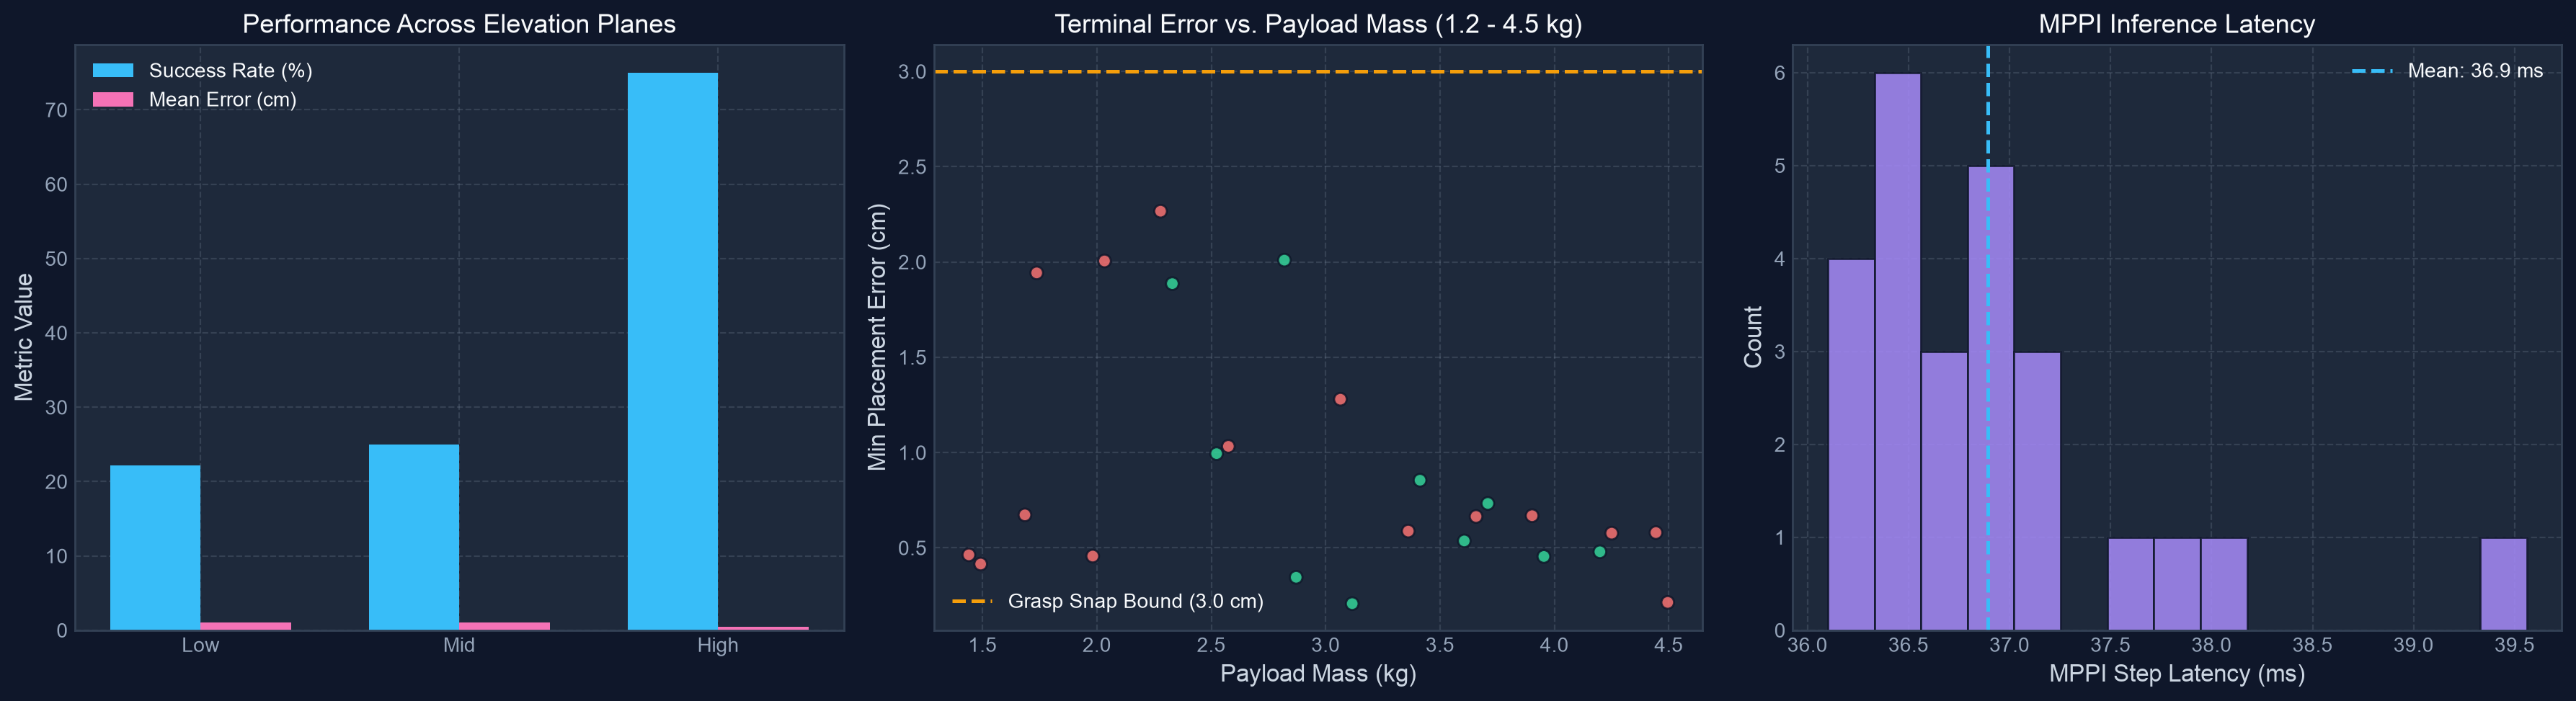 Performance Across Elevation Planes
Success Rate (%)
Mean Error (cm)
Metric Value
70
60
50
40
30
20
10
0
Low
Mid
High
Terminal Error vs. Payload Mass (1.2 - 4.5 kg)
Min Placement Error (cm)
3.0
2.5
2.0
1.5
1.0
0.5
Grasp Snap Bound (3.0 cm)
1.5
2.0
2.5
3.0
3.5
4.0
4.5
Payload Mass (kg)
MPPI Inference Latency
Mean: 36.9 ms
Count
6
5
4
3
2
1
0
36.0
36.5
37.0
37.5
38.0
38.5
39.0
39.5
MPPI Step Latency (ms)